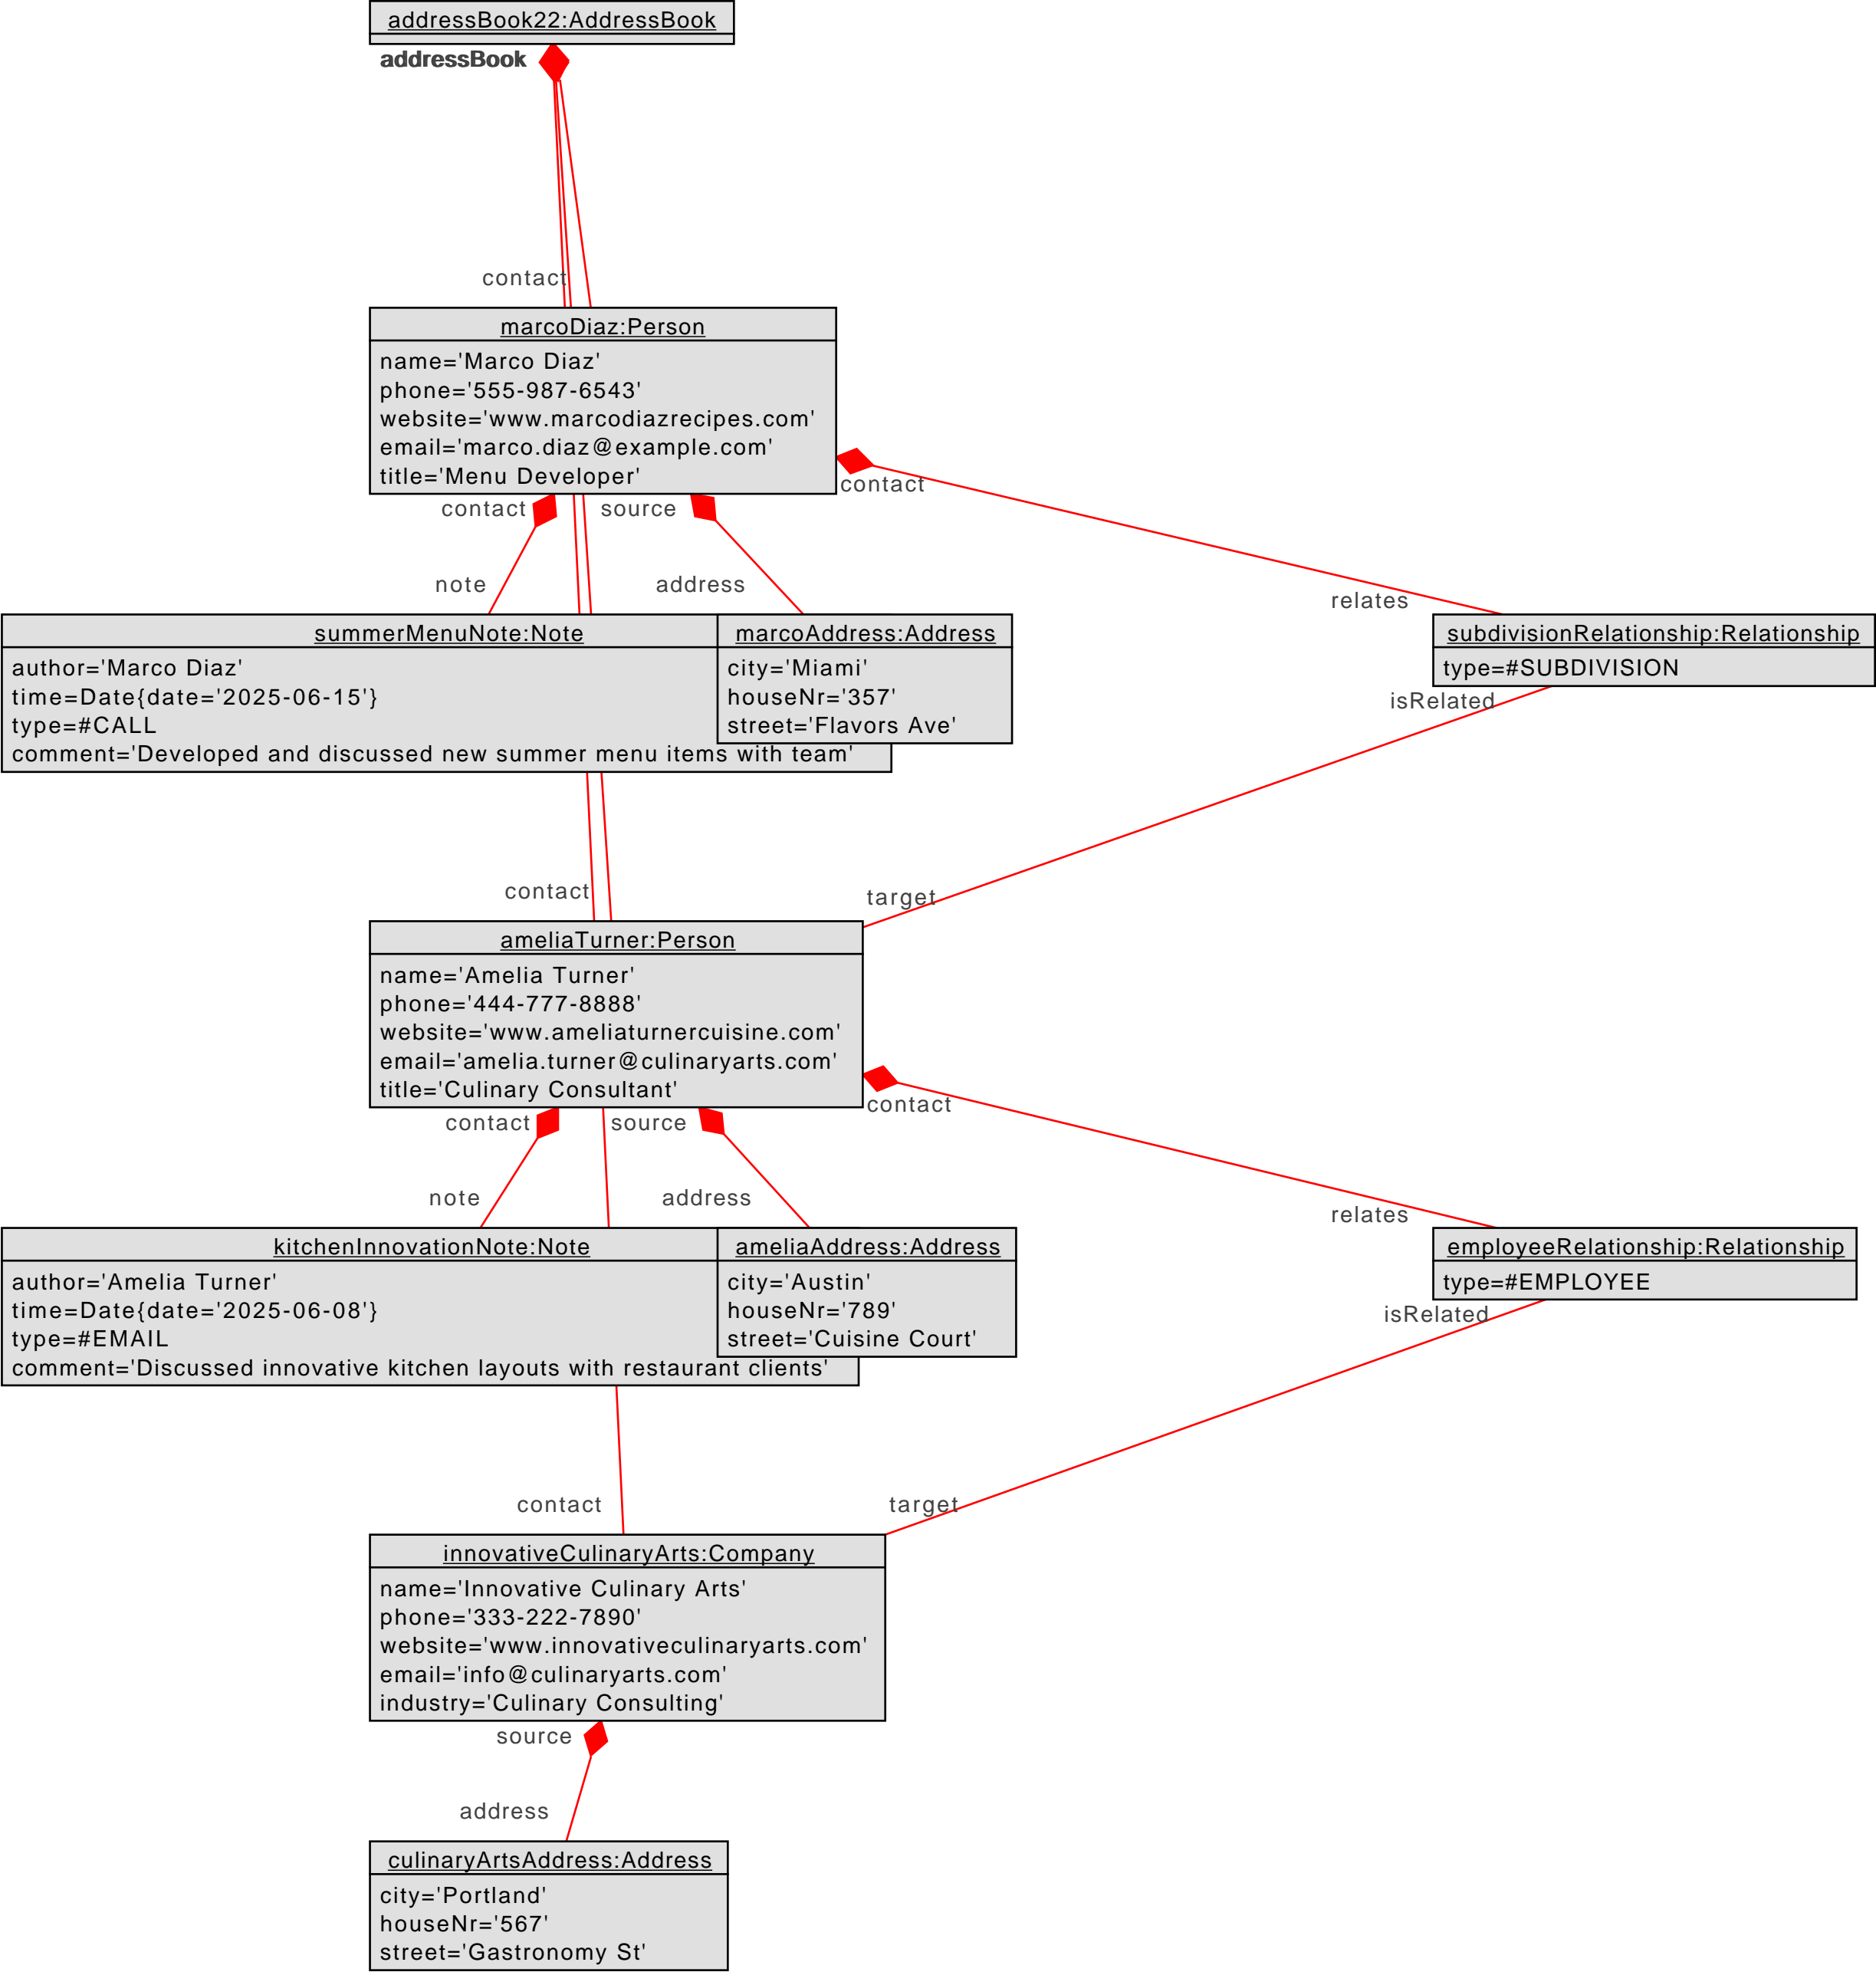 addressBook22:AddressBook
addressBook
contact
marcoDiaz:Person
name='Marco Diaz'
phone='555-987-6543'
website='www.marcodiazrecipes.com'
email='marco.diaz@example.com'
title='Menu Developer'
contact
contact
source
note
address
relates
summerMenuNote:Note
author='Marco Diaz'
time=Date{date='2025-06-15'}
type=#CALL
comment='Developed and discussed new summer menu items with team'
marcoAddress:Address
city='Miami'
houseNr='357'
street='Flavors Ave'
subdivisionRelationship:Relationship
type=#SUBDIVISION
isRelated
contact
target
ameliaTurner:Person
name='Amelia Turner'
phone='444-777-8888'
website='www.ameliaturnercuisine.com'
email='amelia.turner@culinaryarts.com'
title='Culinary Consultant'
contact
contact
source
note
address
relates
kitchenInnovationNote:Note
author='Amelia Turner'
time=Date{date='2025-06-08'}
type=#EMAIL
comment='Discussed innovative kitchen layouts with restaurant clients'
ameliaAddress:Address
city='Austin'
houseNr='789'
street='Cuisine Court'
employeeRelationship:Relationship
type=#EMPLOYEE
isRelated
contact
target
innovativeCulinaryArts:Company
name='Innovative Culinary Arts'
phone='333-222-7890'
website='www.innovativeculinaryarts.com'
email='info@culinaryarts.com'
industry='Culinary Consulting'
source
address
culinaryArtsAddress:Address
city='Portland'
houseNr='567'
street='Gastronomy St'